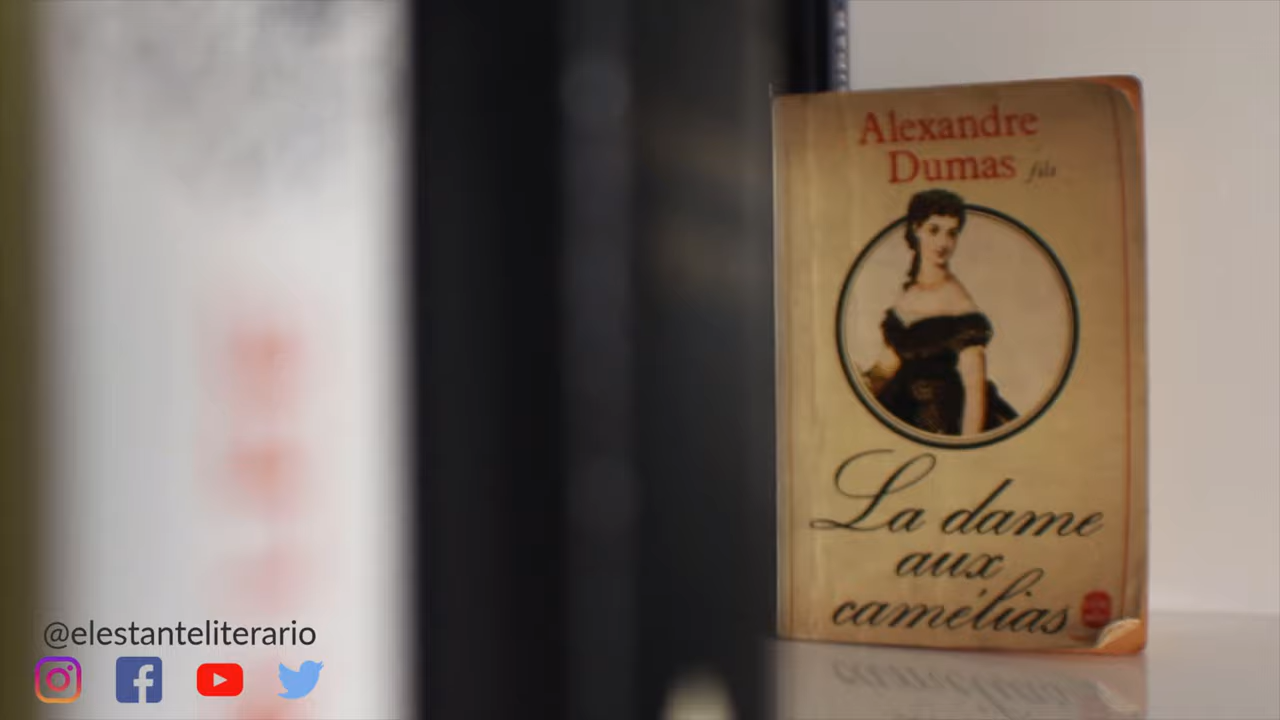 Alexandre
Dumas fils
La dame
aux
camélias
@elestanteliterario